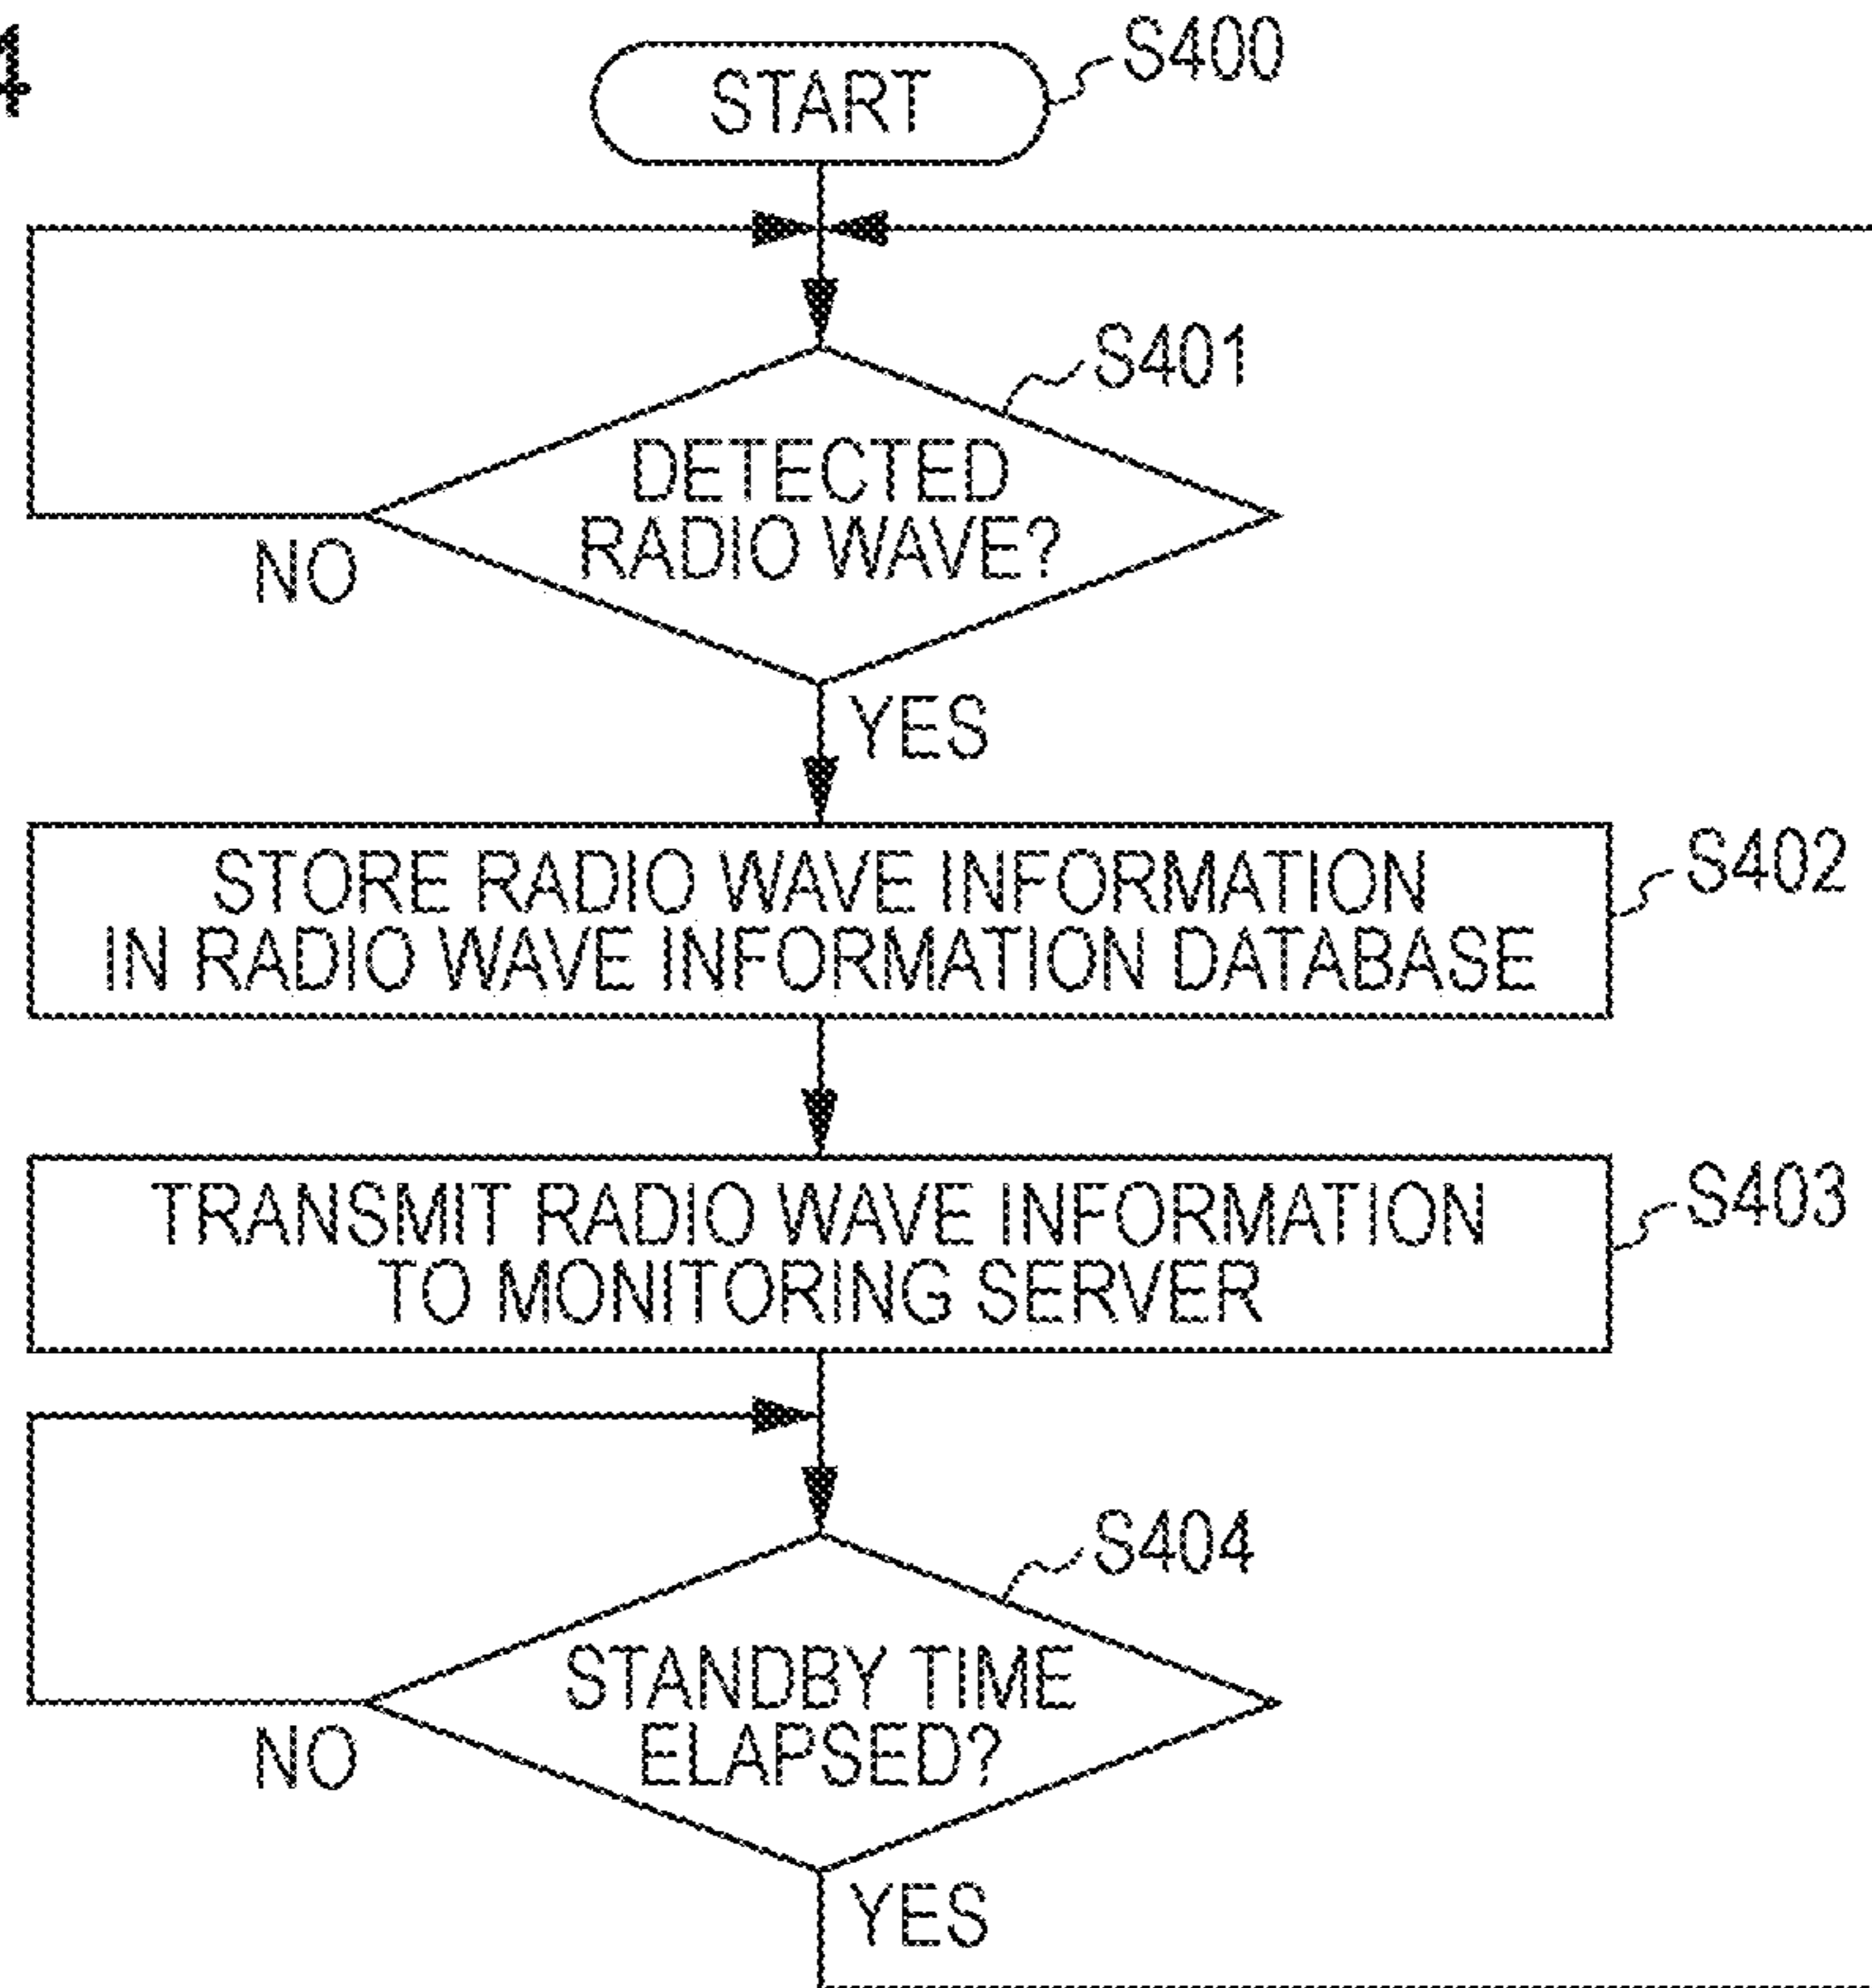 4
START
S400
S401
DETECTED
RADIO WAVE?
NO
YES
STORE RADIO WAVE INFORMATION
IN RADIO WAVE INFORMATION DATABASE
S402
TRANSMIT RADIO WAVE INFORMATION
TO MONITORING SERVER
S403
S404
STANDBY TIME
ELAPSED?
NO
YES